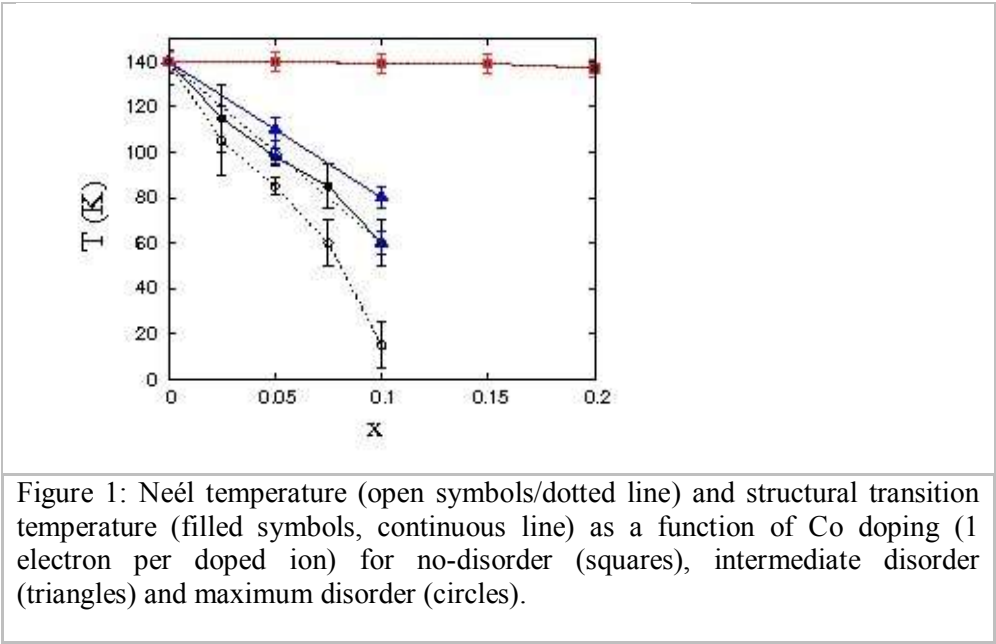 140
120
100
80
60
40
20
0
T (K)
0 0.05 0.1 0.15 0.2
x
Figure 1: Neél temperature (open symbols/dotted line) and structural transition
temperature (filled symbols, continuous line) as a function of Co doping (1
electron per doped ion) for no-disorder (squares), intermediate disorder
(triangles) and maximum disorder (circles).